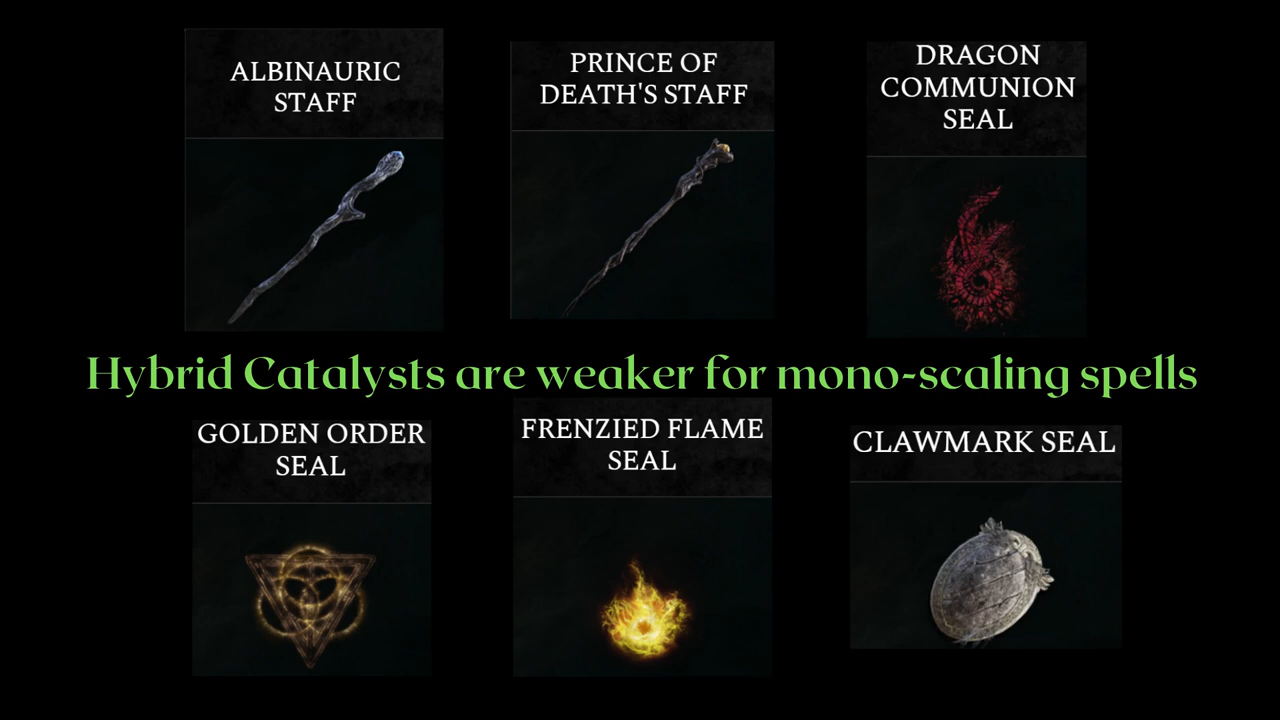 ALBINAURIC
STAFF
PRINCE OF
DEATH'S STAFF
DRAGON
COMMUNION
SEAL
Hybrid Catalysts are weaker for mono-scaling spells
GOLDEN ORDER
SEAL
FRENZIED FLAME
SEAL
CLAWMARK SEAL